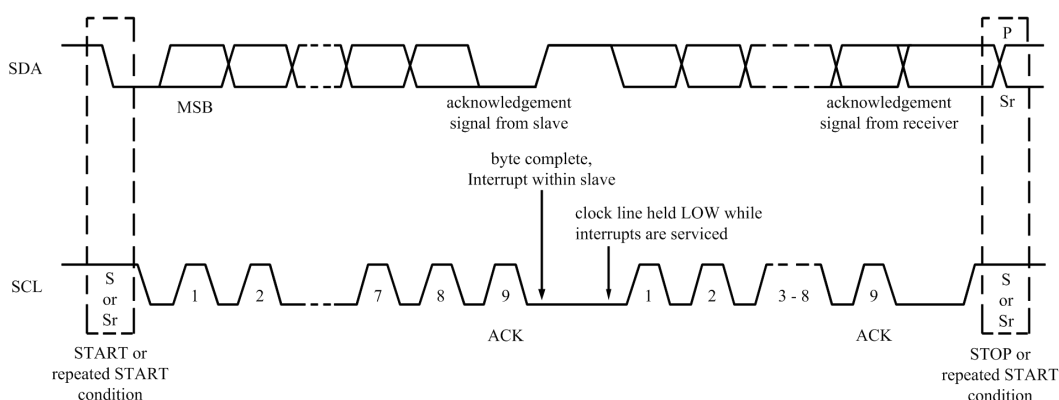 P
SDA
MSB
acknowledgement
signal from slave
acknowledgement
signal from receiver
Sr
byte complete,
Interrupt within slave
clock line held LOW while
interrupts are serviced
SCL
S
or
Sr
1
2
7
8
9
1
2
3 - 8
9
S
or
Sr
ACK
ACK
START or
repeated START
condition
STOP or
repeated START
condition